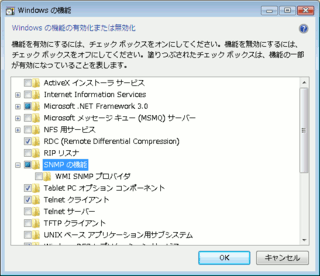 Windows の機能
Windows の機能の有効化または無効化
機能を有効にするには、チェック ボックスをオンにしてください。機能を無効にするには、
チェック ボックスをオフにしてください。塗りつぶされたチェック ボックスは、機能の一部
が有効になっていることを表します。
ActiveX インストーラ サービス
Internet Information Services
Microsoft .NET Framework 3.0
Microsoft メッセージ キュー (MSMQ) サーバー
NFS 用サービス
RDC (Remote Differential Compression)
RIP リスナ
SNMP の機能
WMI SNMP プロバイダ
Tablet PC オプション コンポーネント
Telnet クライアント
Telnet サーバー
TFTP クライアント
UNIX ベース アプリケーション用サブシステム
OK
キャンセル